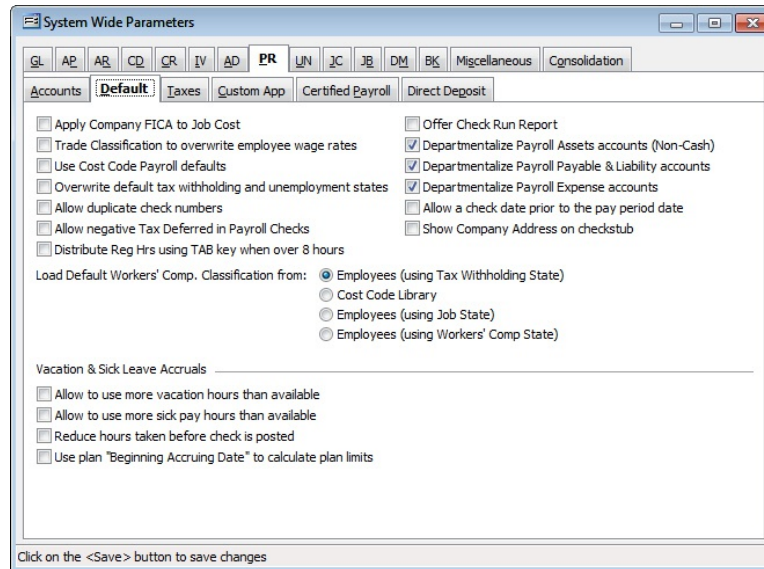 System Wide Parameters
GL AP AR CD CR IV AD PR UN JC JB DM BK Miscellaneous Consolidation
Accounts Default Taxes Custom App Certified Payroll Direct Deposit
Apply Company FICA to Job Cost
Trade Classification to overwrite employee wage rates
Use Cost Code Payroll defaults
Overwrite default tax withholding and unemployment states
Allow duplicate check numbers
Allow negative Tax Deferred in Payroll Checks
Distribute Reg Hrs using TAB key when over 8 hours
Offer Check Run Report
Departmentalize Payroll Assets accounts (Non-Cash)
Departmentalize Payroll Payable & Liability accounts
Departmentalize Payroll Expense accounts
Allow a check date prior to the pay period date
Show Company Address on checkstub
Load Default Workers' Comp. Classification from:
Employees (using Tax Withholding State)
Cost Code Library
Employees (using Job State)
Employees (using Workers' Comp State)
Vacation & Sick Leave Accruals
Allow to use more vacation hours than available
Allow to use more sick pay hours than available
Reduce hours taken before check is posted
Use plan "Beginning Accruing Date" to calculate plan limits
Click on the <Save> button to save changes